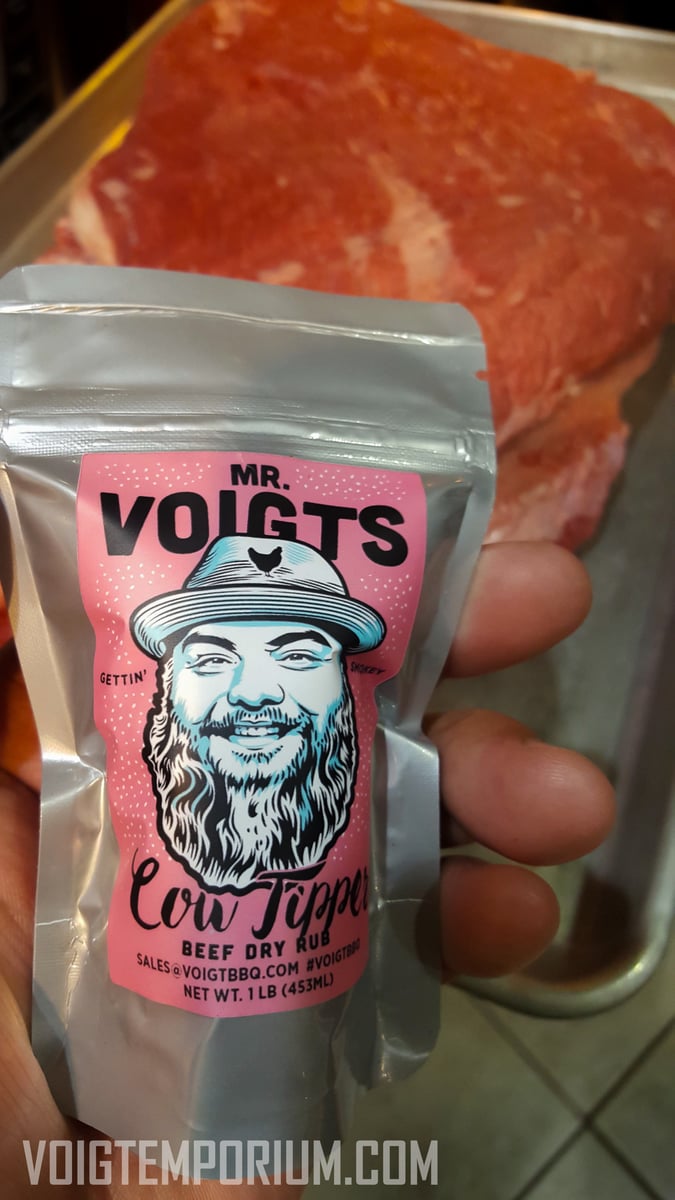 MR.
VOIGTS
GETTIN' SMOKEY
Cow Tipper
BEEF DRY RUB
SALES@VOIGTBBQ.COM #VOIGTBBQ
NET WT. 1 LB (453ML)
VOIGTEMPORIUM.COM